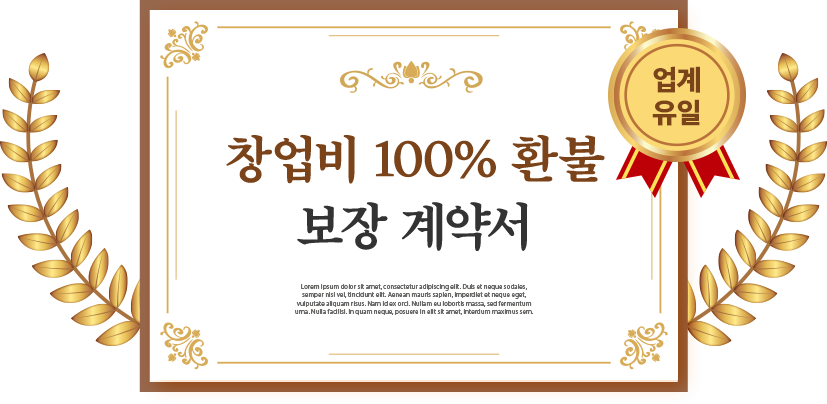 업계
유일
창업비 100% 환불
보장 계약서
Lorem ipsum dolor sit amet, consectetur adipiscing elit. Duis et neque sodales,
semper nisi vel, tincidunt elit. Aenean mauris sapien, imperdiet et neque eget,
vulputate aliquam risus. Nam id ex orci. Nullam eu lobortis massa, sed fermentum
urna. Nulla facilisi. In quam neque, posuere in elit sit amet, interdum maximus sem.